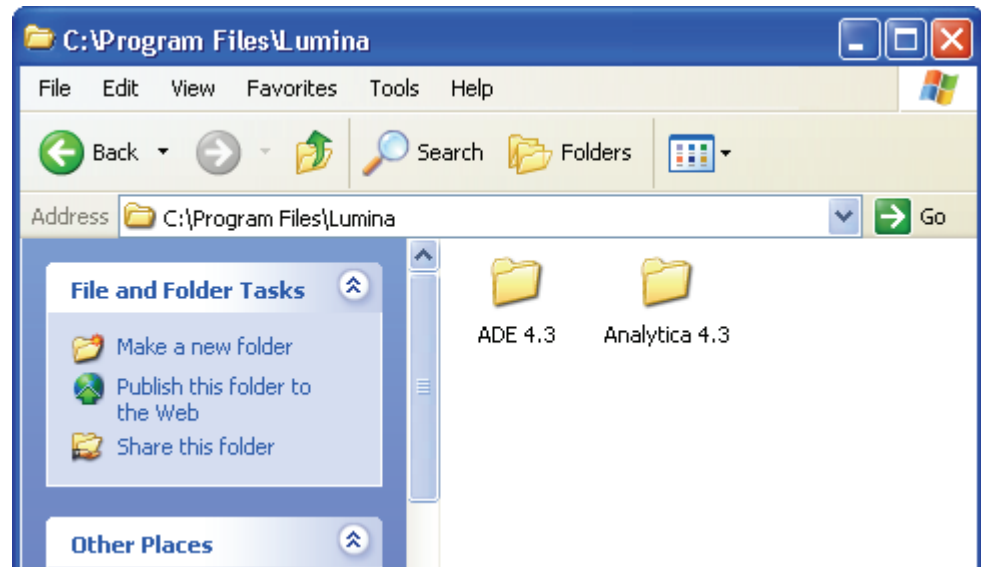 C:\Program Files\Lumina
File Edit View Favorites Tools Help
Back Search Folders
Address C:\Program Files\Lumina Go
File and Folder Tasks
Make a new folder
Publish this folder to
the Web
Share this folder
Other Places
ADE 4.3 Analytica 4.3